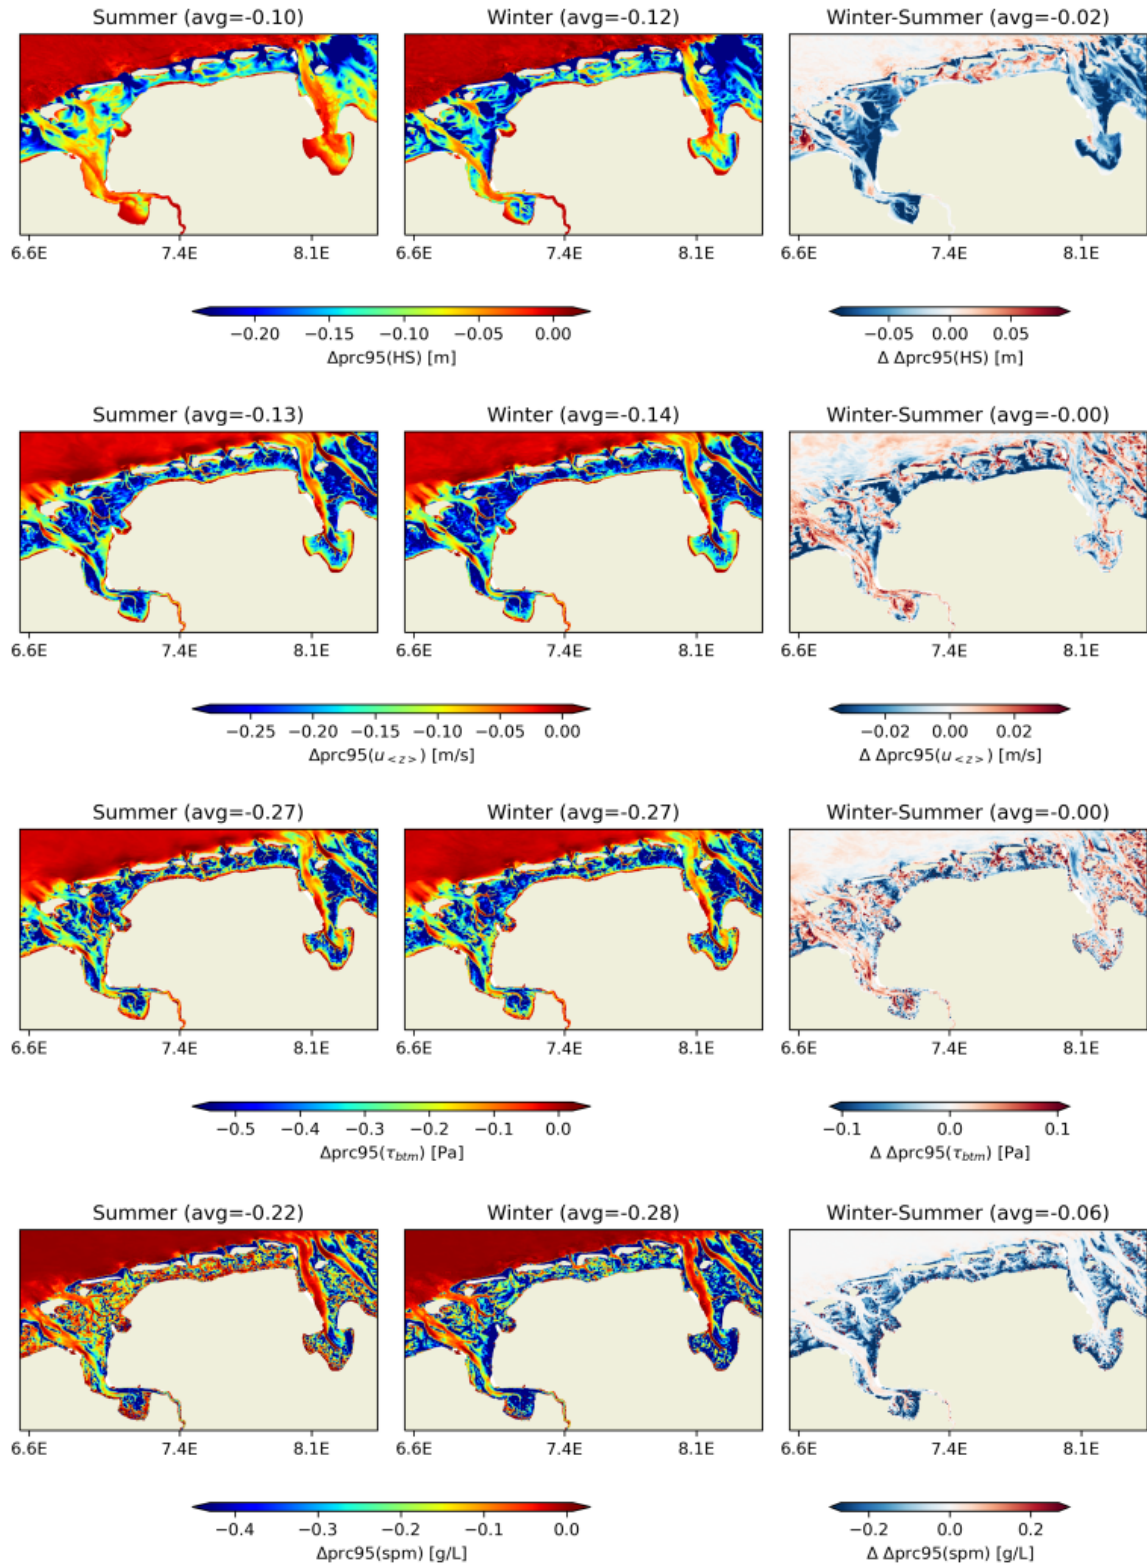 Summer (avg=-0.10) Winter (avg=-0.12) Winter-Summer (avg=-0.02)
6.6E 7.4E 8.1E 6.6E 7.4E 8.1E 6.6E 7.4E 8.1E
−0.20 −0.15 −0.10 −0.05 0.00 −0.05 0.00 0.05
Δprc95(HS) [m] Δ Δprc95(HS) [m]
Summer (avg=-0.13) Winter (avg=-0.14) Winter-Summer (avg=-0.00)
6.6E 7.4E 8.1E 6.6E 7.4E 8.1E 6.6E 7.4E 8.1E
−0.25 −0.20 −0.15 −0.10 −0.05 0.00 −0.02 0.00 0.02
Δprc95(u<z>) [m/s] Δ Δprc95(u<z>) [m/s]
Summer (avg=-0.27) Winter (avg=-0.27) Winter-Summer (avg=-0.00)
6.6E 7.4E 8.1E 6.6E 7.4E 8.1E 6.6E 7.4E 8.1E
−0.5 −0.4 −0.3 −0.2 −0.1 0.0 −0.1 0.0 0.1
Δprc95(τbtm) [Pa] Δ Δprc95(τbtm) [Pa]
Summer (avg=-0.22) Winter (avg=-0.28) Winter-Summer (avg=-0.06)
6.6E 7.4E 8.1E 6.6E 7.4E 8.1E 6.6E 7.4E 8.1E
−0.4 −0.3 −0.2 −0.1 0.0 −0.2 0.0 0.2
Δprc95(spm) [g/L] Δ Δprc95(spm) [g/L]